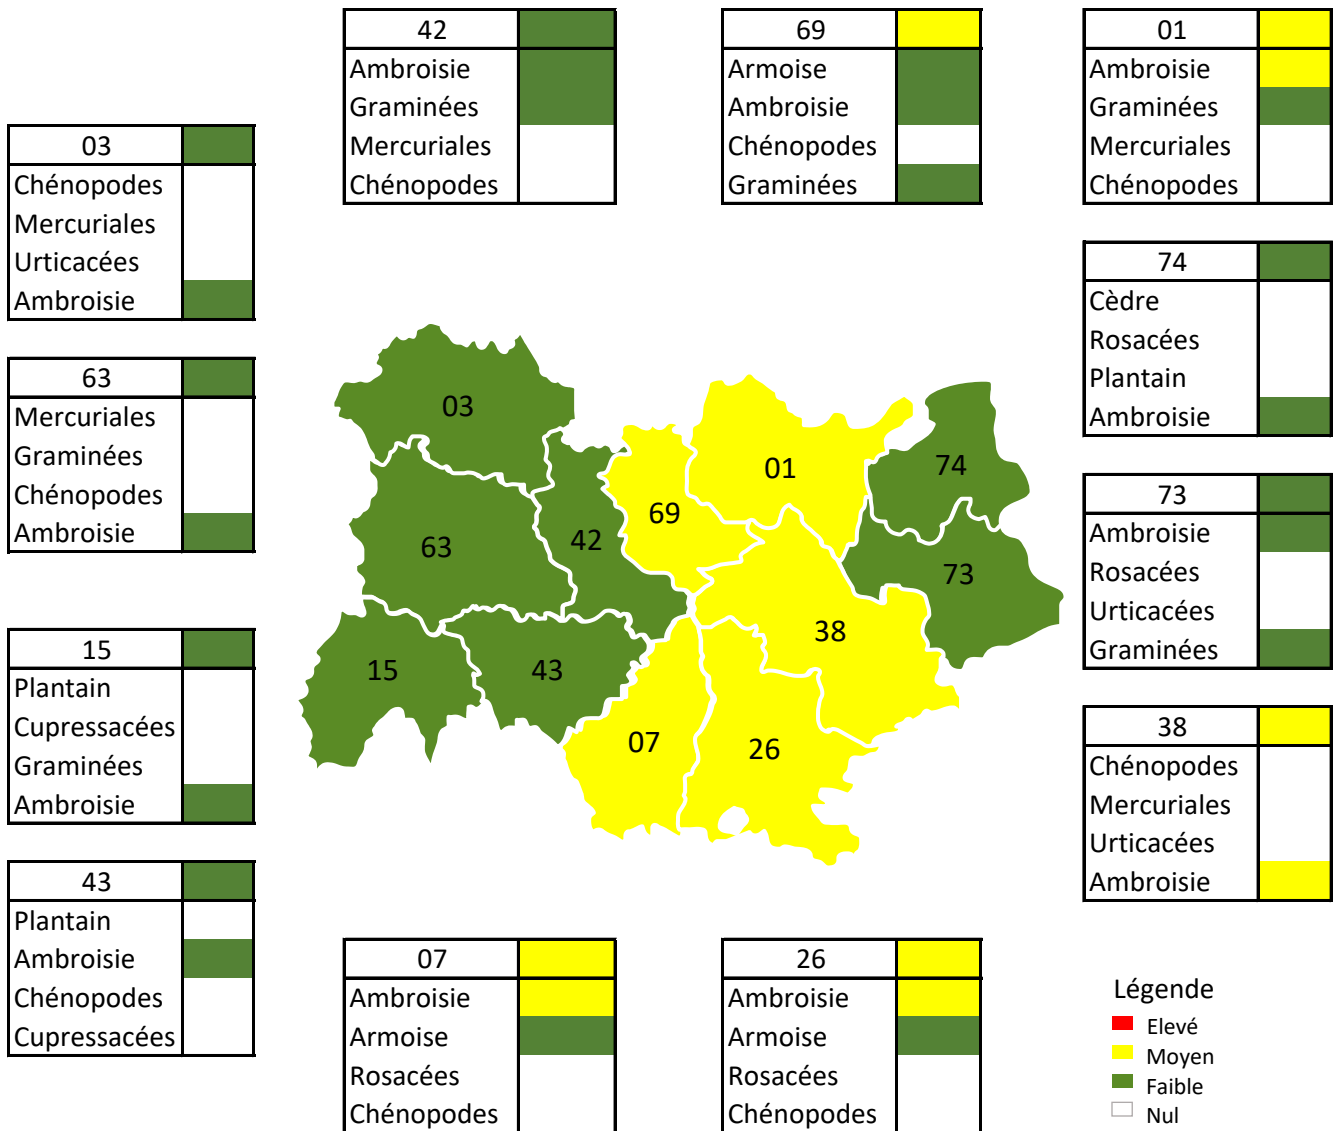 42
Ambroisie
Graminées
Mercuriales
Chénopodes
69
Armoise
Ambroisie
Chénopodes
Graminées
01
Ambroisie
Graminées
Mercuriales
Chénopodes
03
Chénopodes
Mercuriales
Urticacées
Ambroisie
74
Cèdre
Rosacées
Plantain
Ambroisie
63
Mercuriales
Graminées
Chénopodes
Ambroisie
73
Ambroisie
Rosacées
Urticacées
Graminées
15
Plantain
Cupressacées
Graminées
Ambroisie
38
Chénopodes
Mercuriales
Urticacées
Ambroisie
43
Plantain
Ambroisie
Chénopodes
Cupressacées
07
Ambroisie
Armoise
Rosacées
Chénopodes
26
Ambroisie
Armoise
Rosacées
Chénopodes
03
01
74
69
63
42
73
38
15
43
07
26
Légende
Elevé
Moyen
Faible
Nul